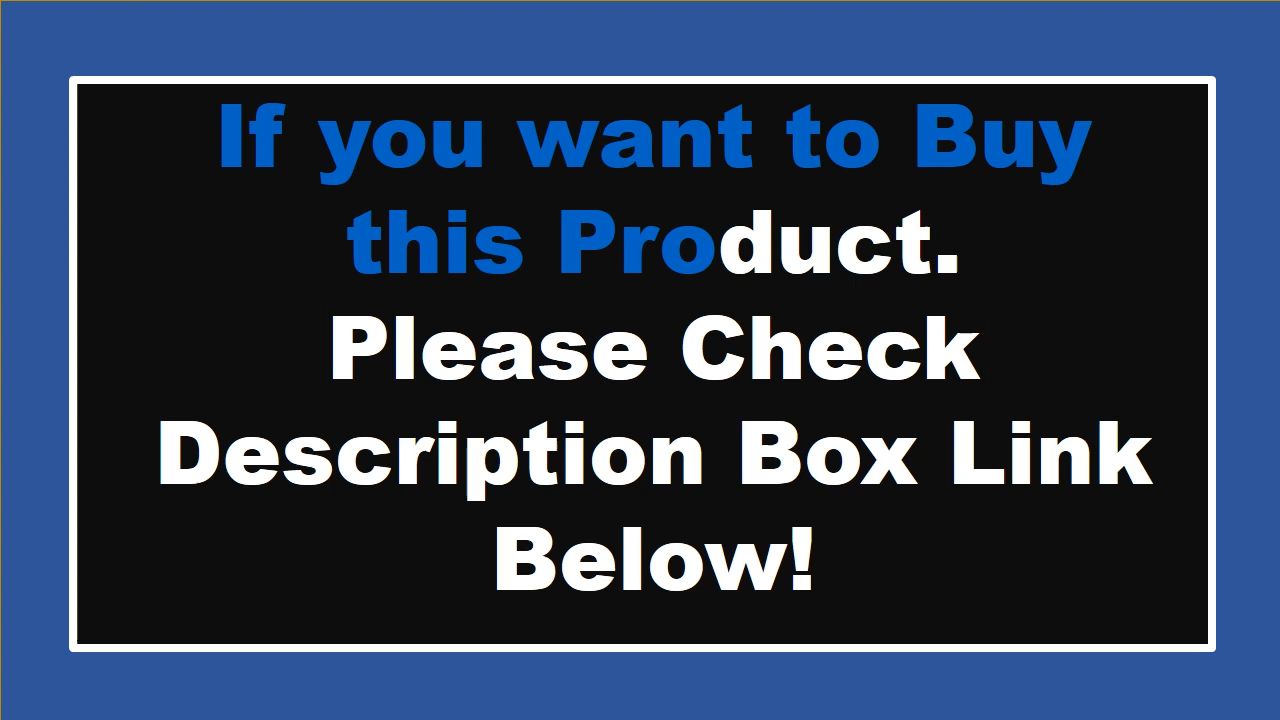 If you want to Buy
this Product.
Please Check
Description Box Link
Below!